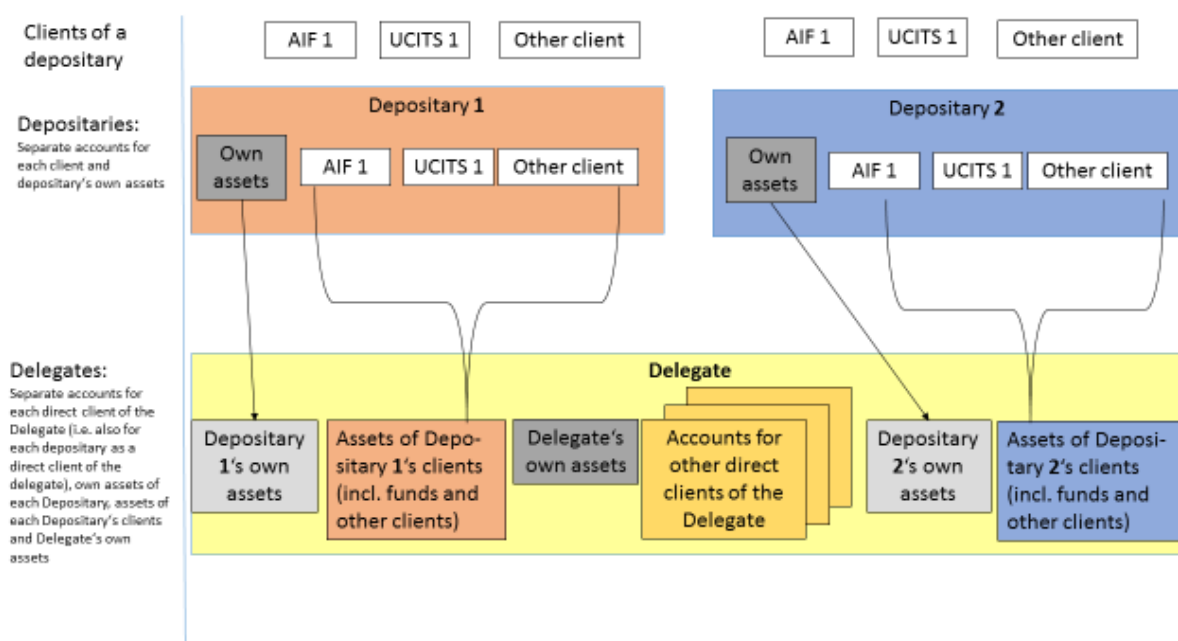 Clients of a
depositary
AIF 1
UCITS 1
Other client
AIF 1
UCITS 1
Other client
Depositaries:
Separate accounts for
each client and
depositary's own assets
Depositary 1
Own
assets
AIF 1
UCITS 1
Other client
Depositary 2
Own
assets
AIF 1
UCITS 1
Other client
Delegates:
Separate accounts for
each direct client of the
Delegate (i.e. also for
each depositary as a
direct client of the
delegate), own assets of
each Depositary, assets of
each Depositary's clients
and Delegate's own
assets
Delegate
Depositary
1's own
assets
Assets of Depo-
sitary 1's clients
(incl. funds and
other clients)
Delegate's
own assets
Accounts for
other direct
clients of the
Delegate
Depositary
2's own
assets
Assets of Deposi-
tary 2's clients
(incl. funds and
other clients)